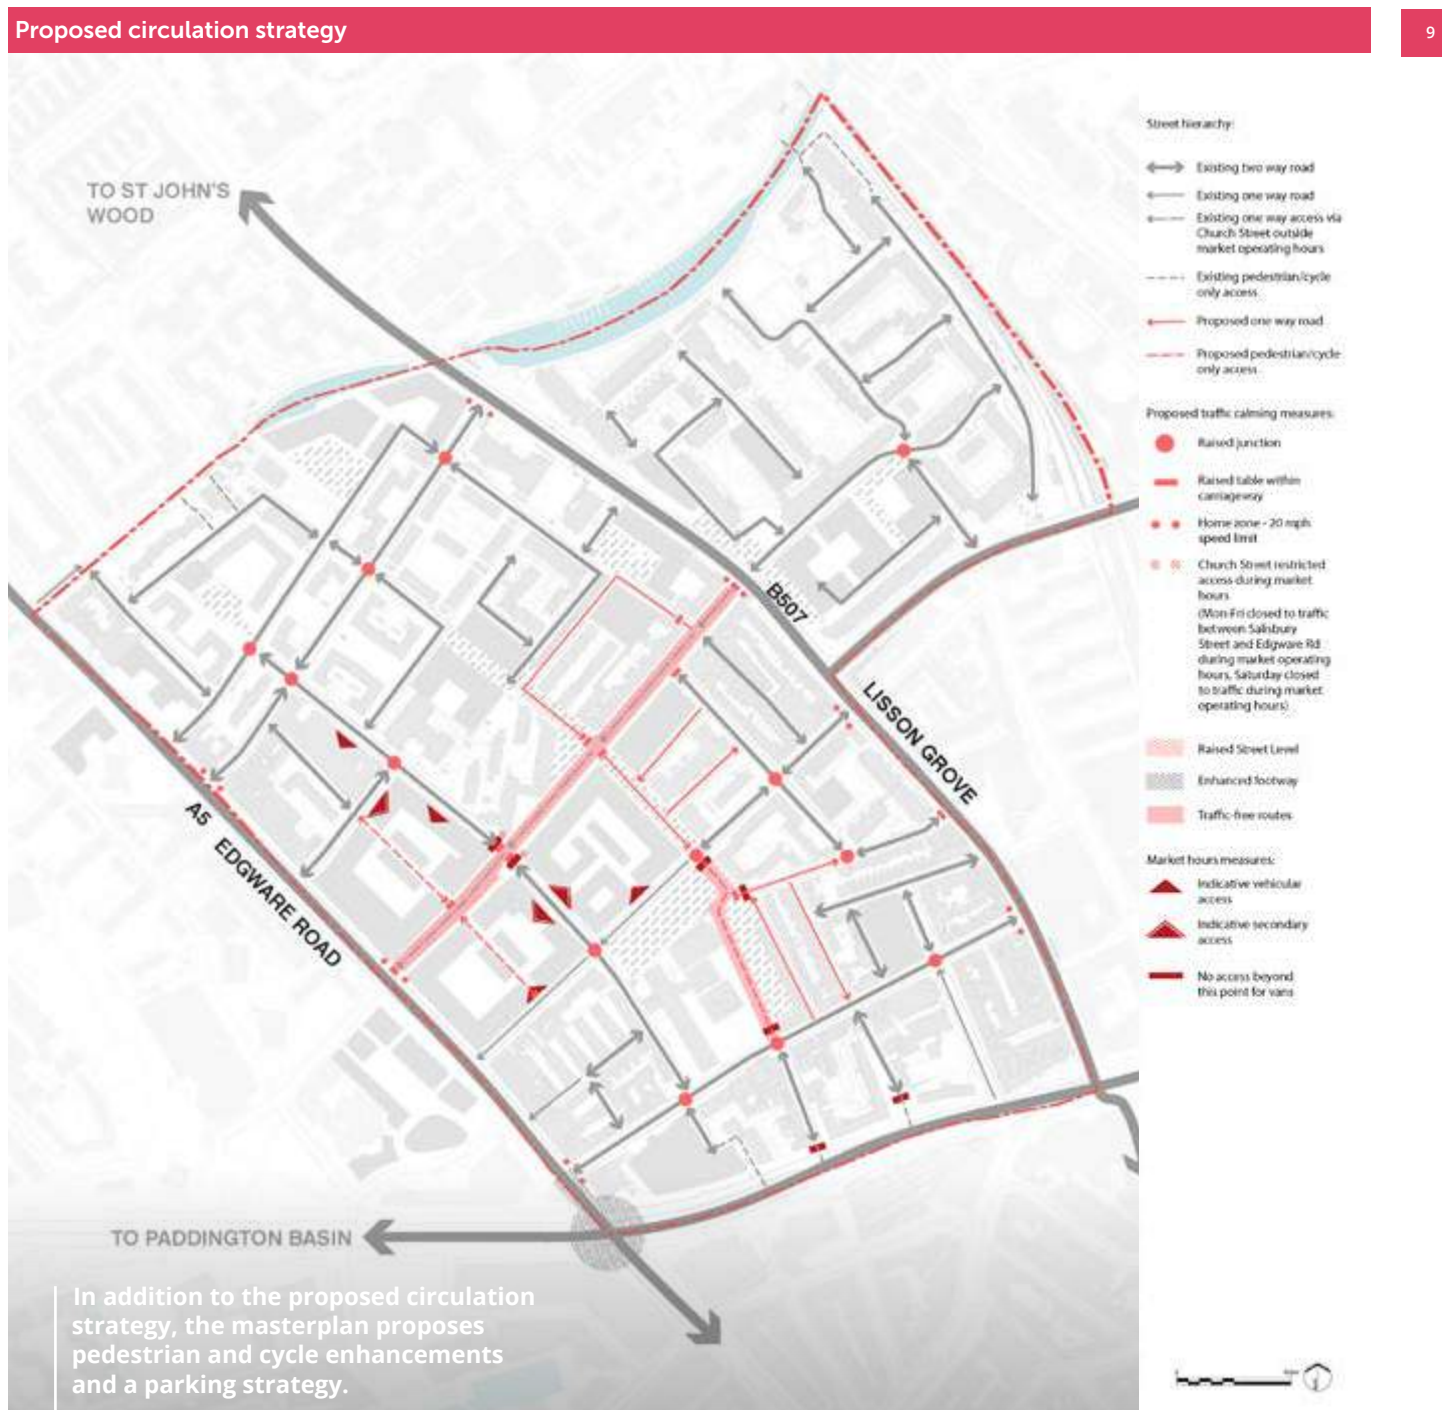 Proposed circulation strategy
9
TO ST JOHN'S
WOOD
B507
LISSON GROVE
A5 EDGWARE ROAD
TO PADDINGTON BASIN
In addition to the proposed circulation
strategy, the masterplan proposes
pedestrian and cycle enhancements
and a parking strategy.
Street hierarchy:
Existing two way road
Existing one way road
Existing one way access via
Church Street outside
market operating hours
Existing pedestrian/cycle
only access
Proposed one way road
Proposed pedestrian/cycle
only access
Proposed traffic calming measures:
Raised junction
Raised table within
carriageway
Home zone - 20 mph
speed limit
Church Street restricted
access during market
hours
(Mon-Fri closed to traffic
between Salisbury
Street and Edgware Rd
during market operating
hours, Saturday closed
to traffic during market
operating hours)
Raised Street Level
Enhanced footway
Traffic-free routes
Market hours measures:
Indicative vehicular
access
Indicative secondary
access
No access beyond
this point for vans